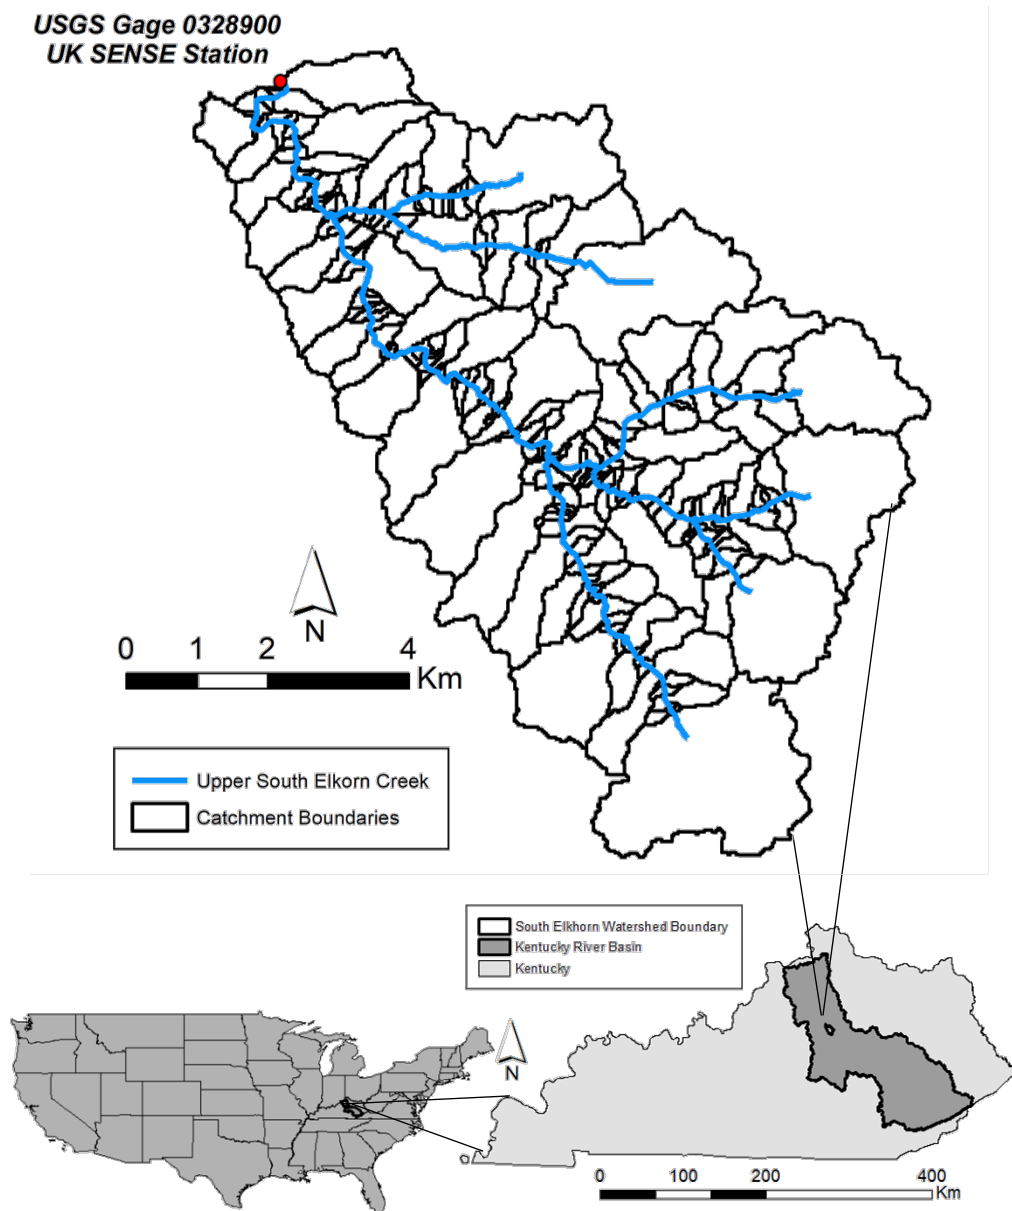 USGS Gage 0328900
UK SENSE Station
N
0 1 2 4
Km
Upper South Elkorn Creek
Catchment Boundaries
South Elkhorn Watershed Boundary
Kentucky River Basin
Kentucky
N
0 100 200 400
Km